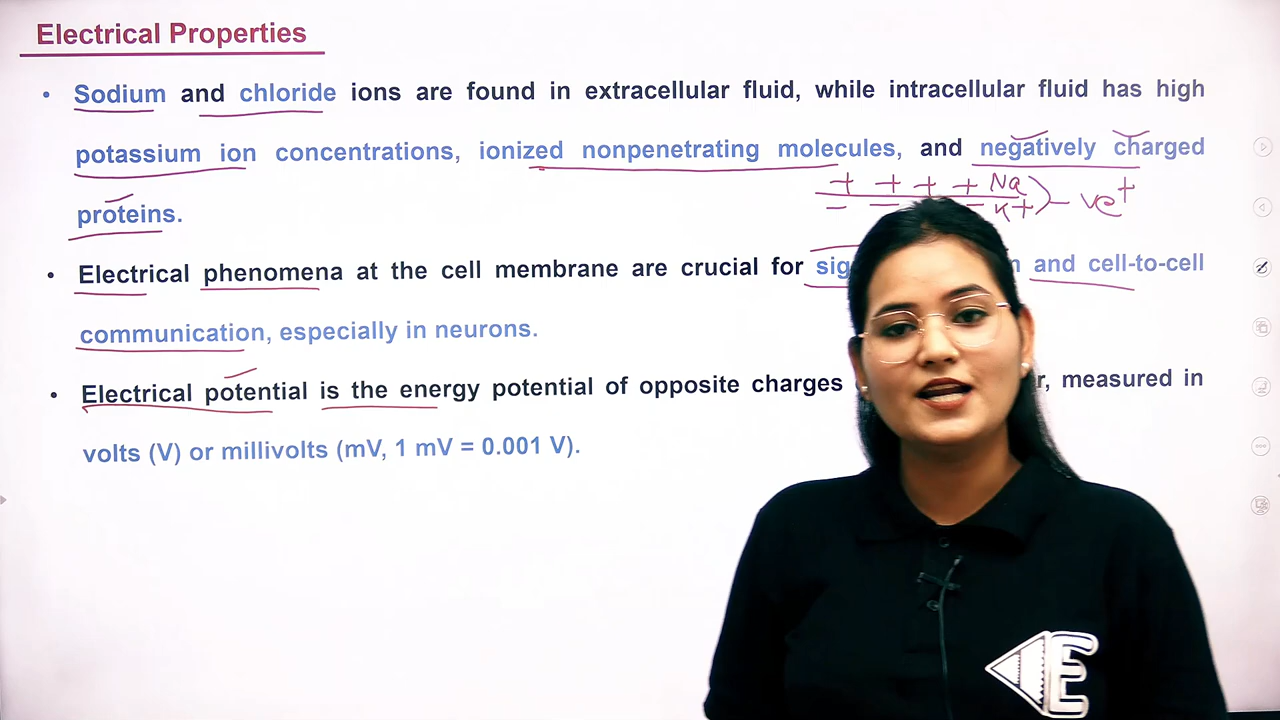 Electrical Properties
• Sodium and chloride ions are found in extracellular fluid, while intracellular fluid has high
potassium ion concentrations, ionized nonpenetrating molecules, and negatively charged
+ + + + Na
– – – K+ ) – ve+
proteins.
• Electrical phenomena at the cell membrane are crucial for and cell-to-cell
communication, especially in neurons.
• Electrical potential is the energy potential of opposite charges measured in
volts (V) or millivolts (mV, 1 mV = 0.001 V).
E